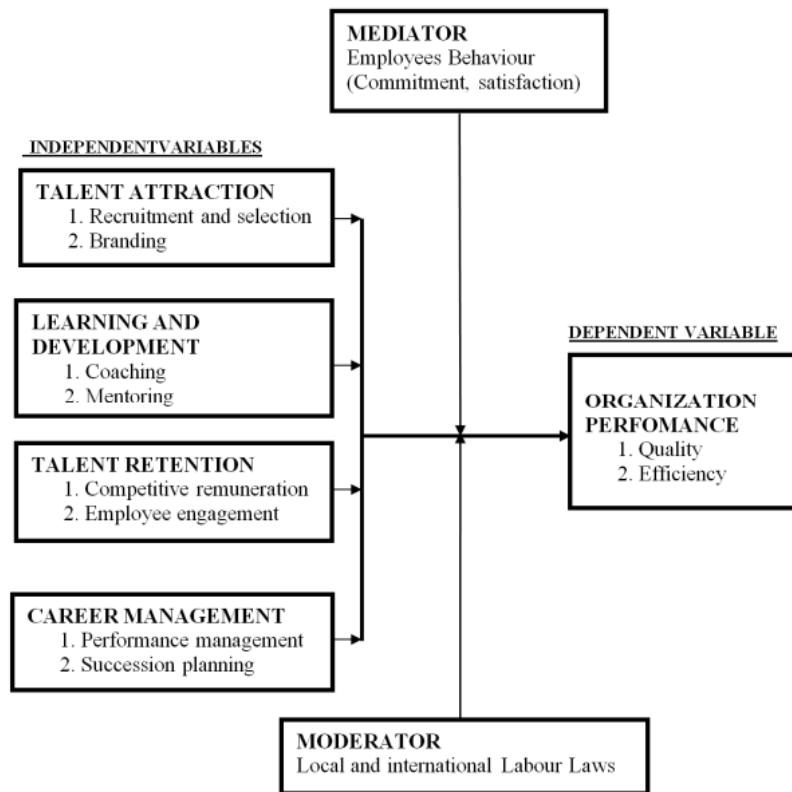 MEDIATOR
Employees Behaviour
(Commitment, satisfaction)
INDEPENDENTVARIABLES
TALENT ATTRACTION
1. Recruitment and selection
2. Branding
LEARNING AND
DEVELOPMENT
1. Coaching
2. Mentoring
TALENT RETENTION
1. Competitive remuneration
2. Employee engagement
CAREER MANAGEMENT
1. Performance management
2. Succession planning
DEPENDENT VARIABLE
ORGANIZATION
PERFOMANCE
1. Quality
2. Efficiency
MODERATOR
Local and international Labour Laws